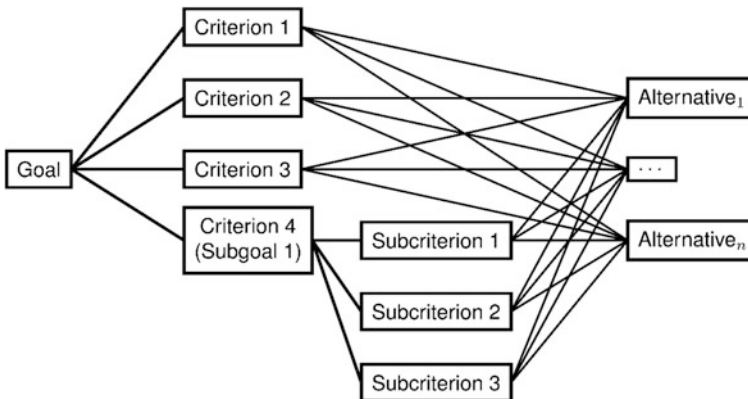 Criterion 1
Criterion 2
Alternative₁
Goal
Criterion 3
...
Criterion 4
(Subgoal 1)
Subcriterion 1
Alternativeₙ
Subcriterion 2
Subcriterion 3